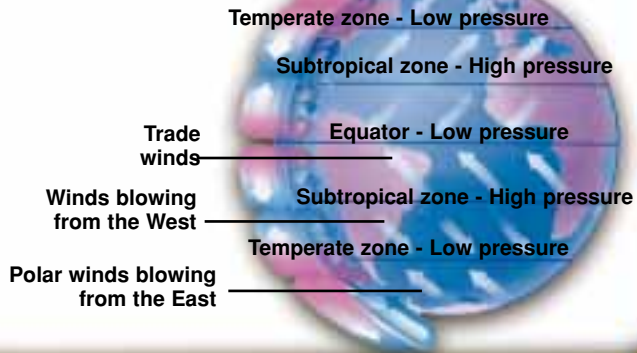 Temperate zone - Low pressure
Subtropical zone - High pressure
Equator - Low pressure
Trade
winds
Subtropical zone - High pressure
Winds blowing
from the West
Temperate zone - Low pressure
Polar winds blowing
from the East